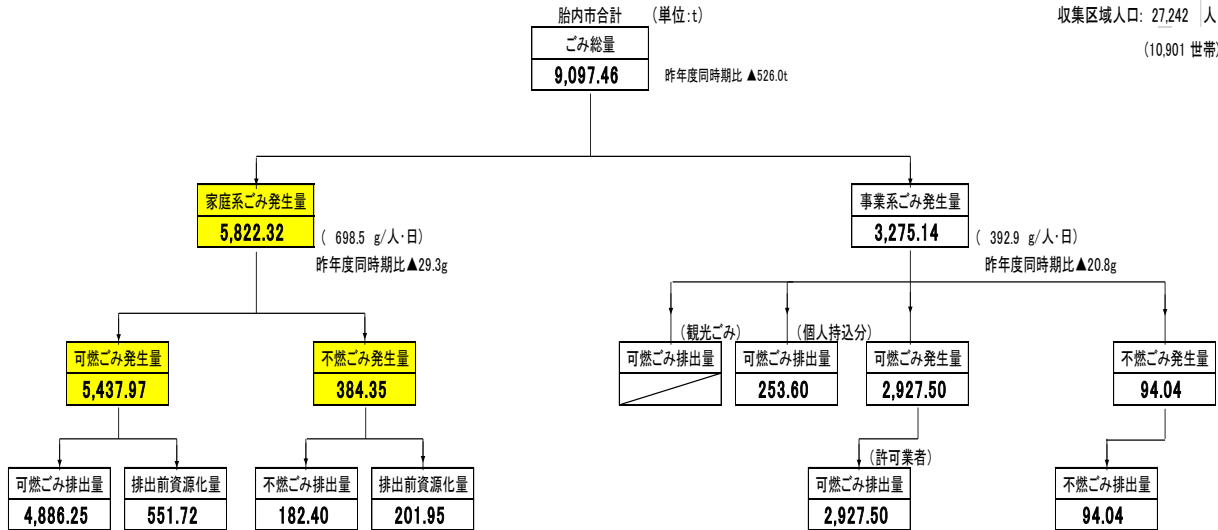 胎内市合計 (単位:t)
収集区域人口: 27,242 人
(10,901 世帯)
ごみ総量
9,097.46
昨年度同時期比 ▲526.0t
家庭系ごみ発生量
5,822.32
( 698.5 g/人・日)
昨年度同時期比▲29.3g
事業系ごみ発生量
3,275.14
( 392.9 g/人・日)
昨年度同時期比▲20.8g
可燃ごみ発生量
5,437.97
不燃ごみ発生量
384.35
(観光ごみ)
可燃ごみ排出量
(個人持込分)
可燃ごみ排出量
253.60
可燃ごみ発生量
2,927.50
不燃ごみ発生量
94.04
可燃ごみ排出量
4,886.25
排出前資源化量
551.72
不燃ごみ排出量
182.40
排出前資源化量
201.95
(許可業者)
可燃ごみ排出量
2,927.50
不燃ごみ排出量
94.04